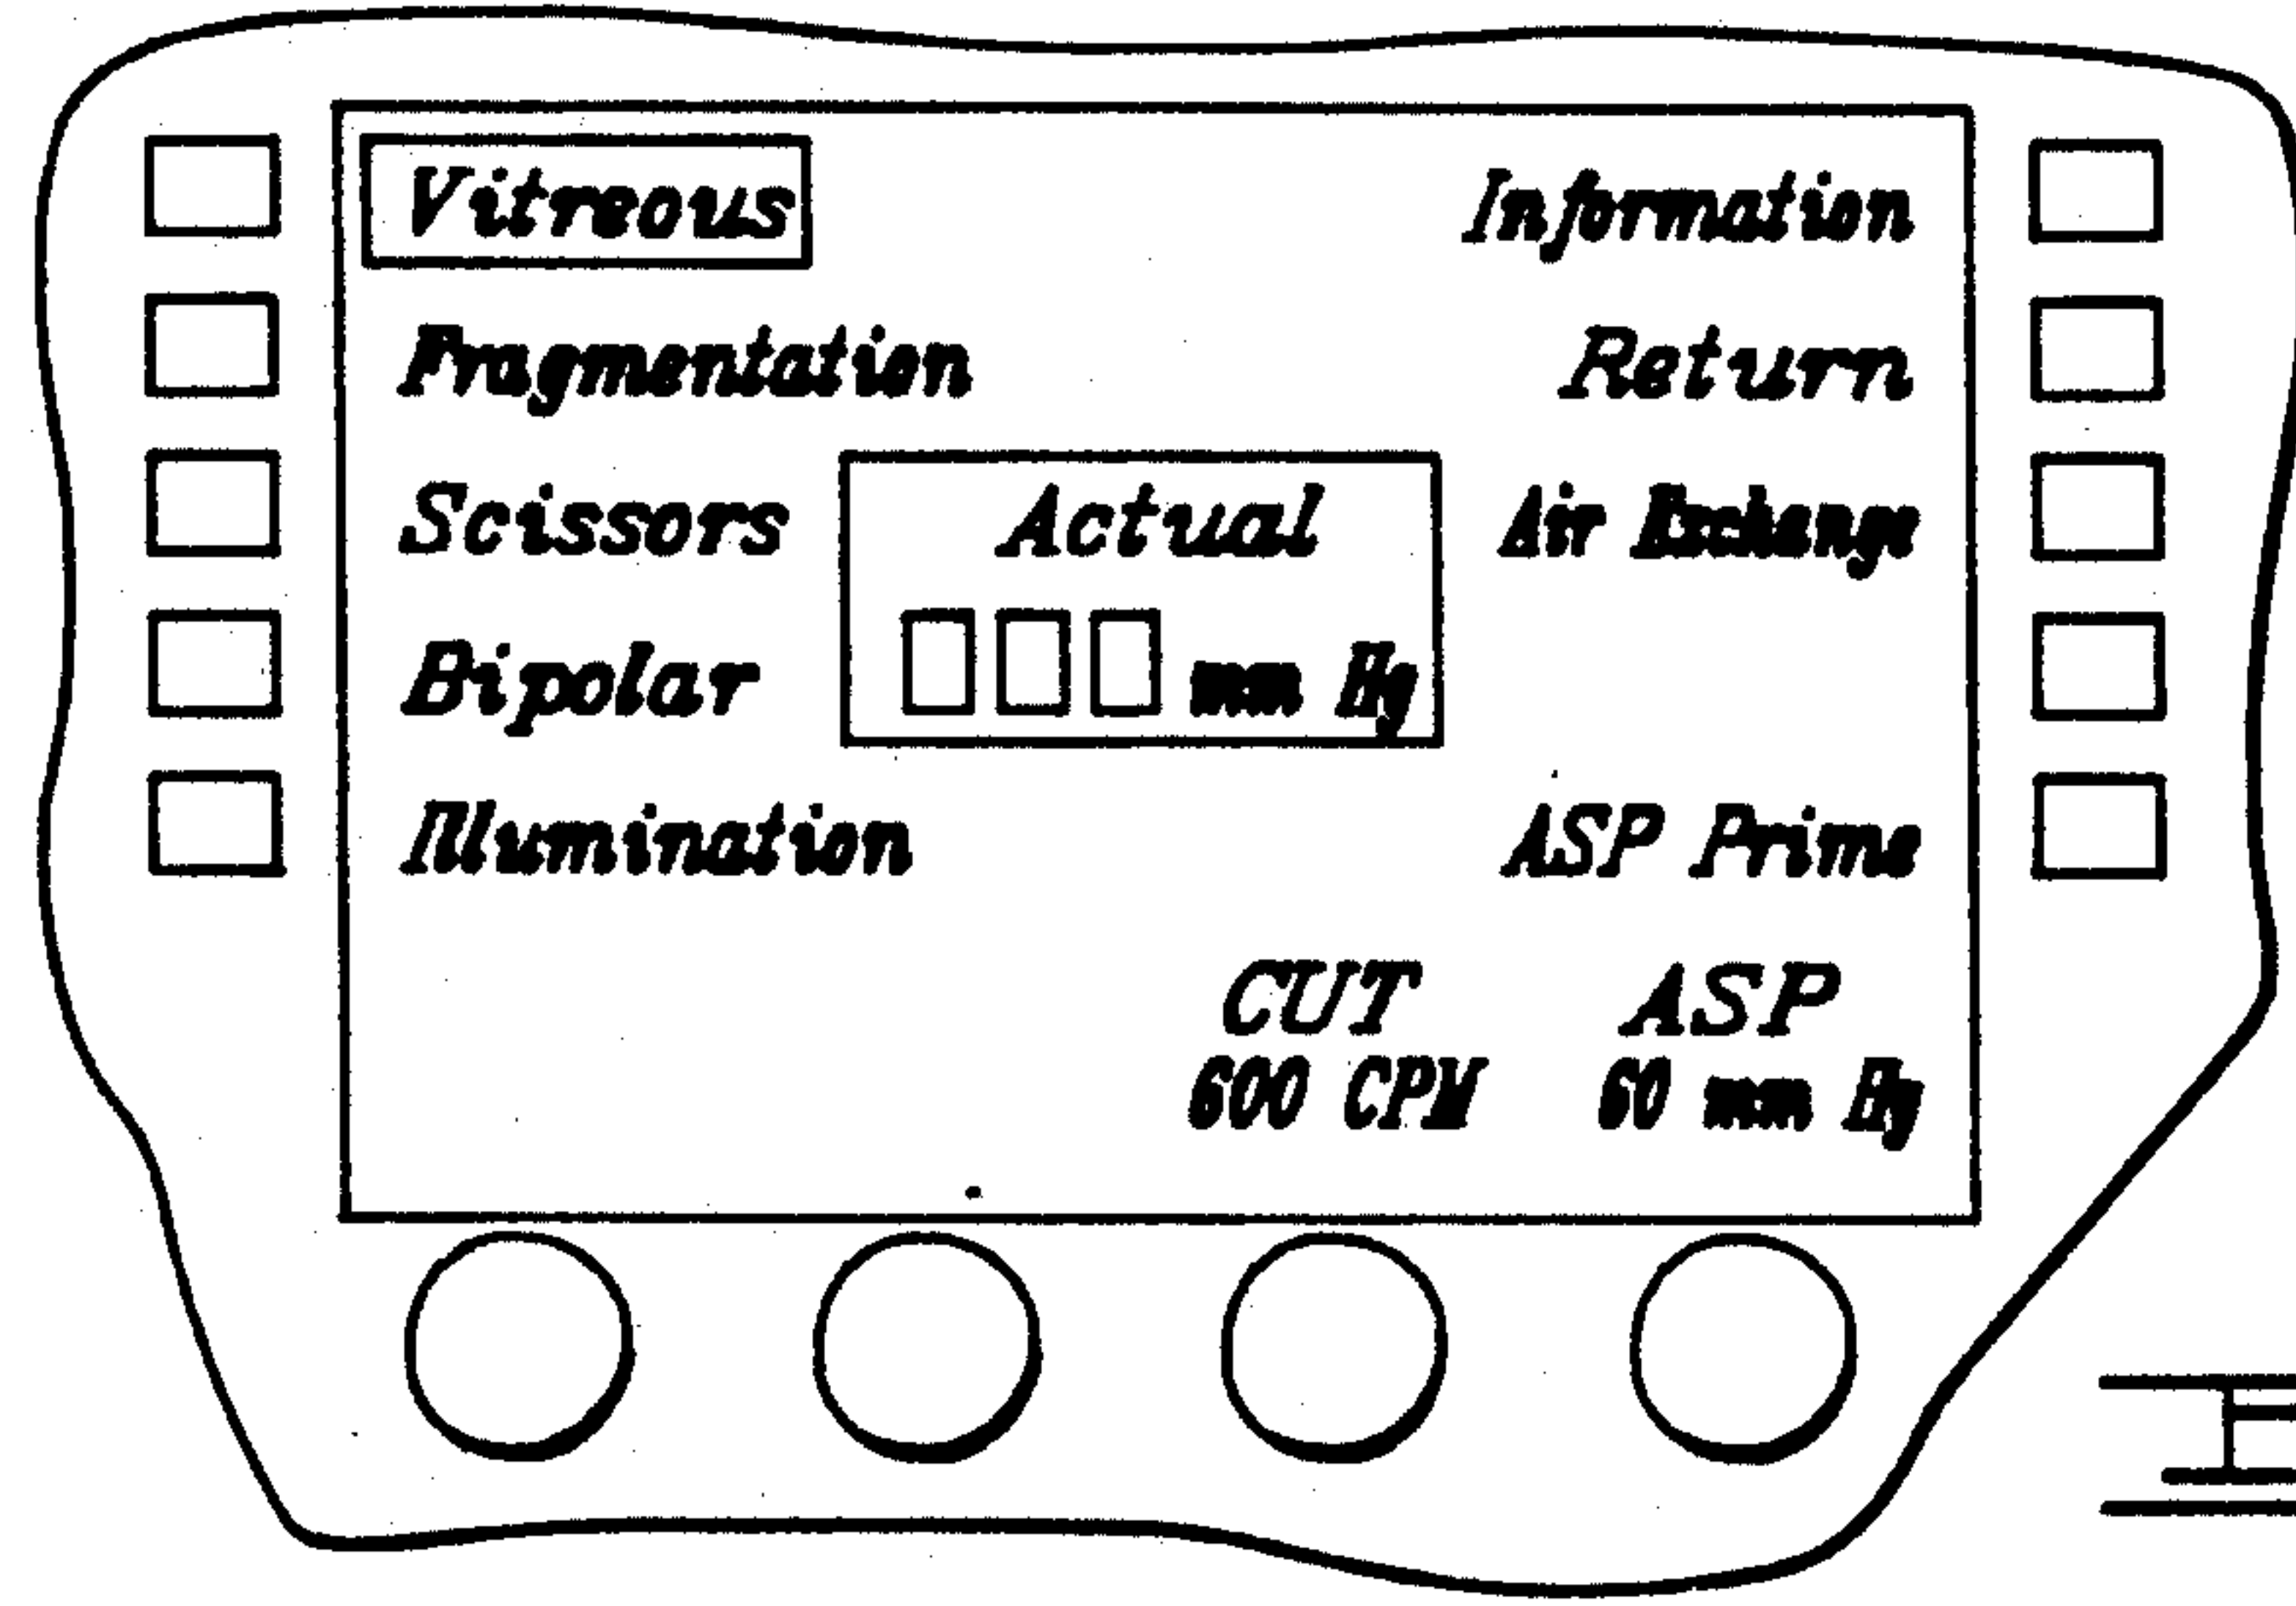 Vitreous
Information
Fragmentation
Return
Scissors
Actual
Air Exchange
Bipolar
mm Hg
Illumination
ASP Prime
CUT
ASP
600 CPM
60 mm Hg